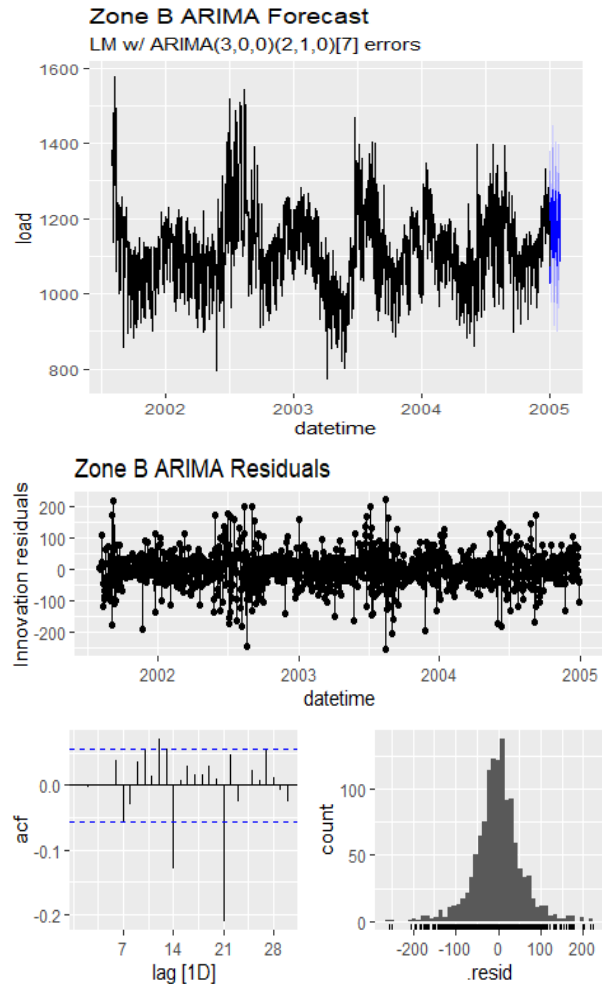 Zone B ARIMA Forecast
LM w/ ARIMA(3,0,0)(2,1,0)[7] errors
1600
1400
1200
1000
800
load
2002 2003 2004 2005
datetime
Zone B ARIMA Residuals
200
100
0
-100
-200
Innovation residuals
2002 2003 2004 2005
datetime
0.0
-0.1
-0.2
acf
7 14 21 28
lag [1D]
100
50
0
count
-200 -100 0 100 200
.resid